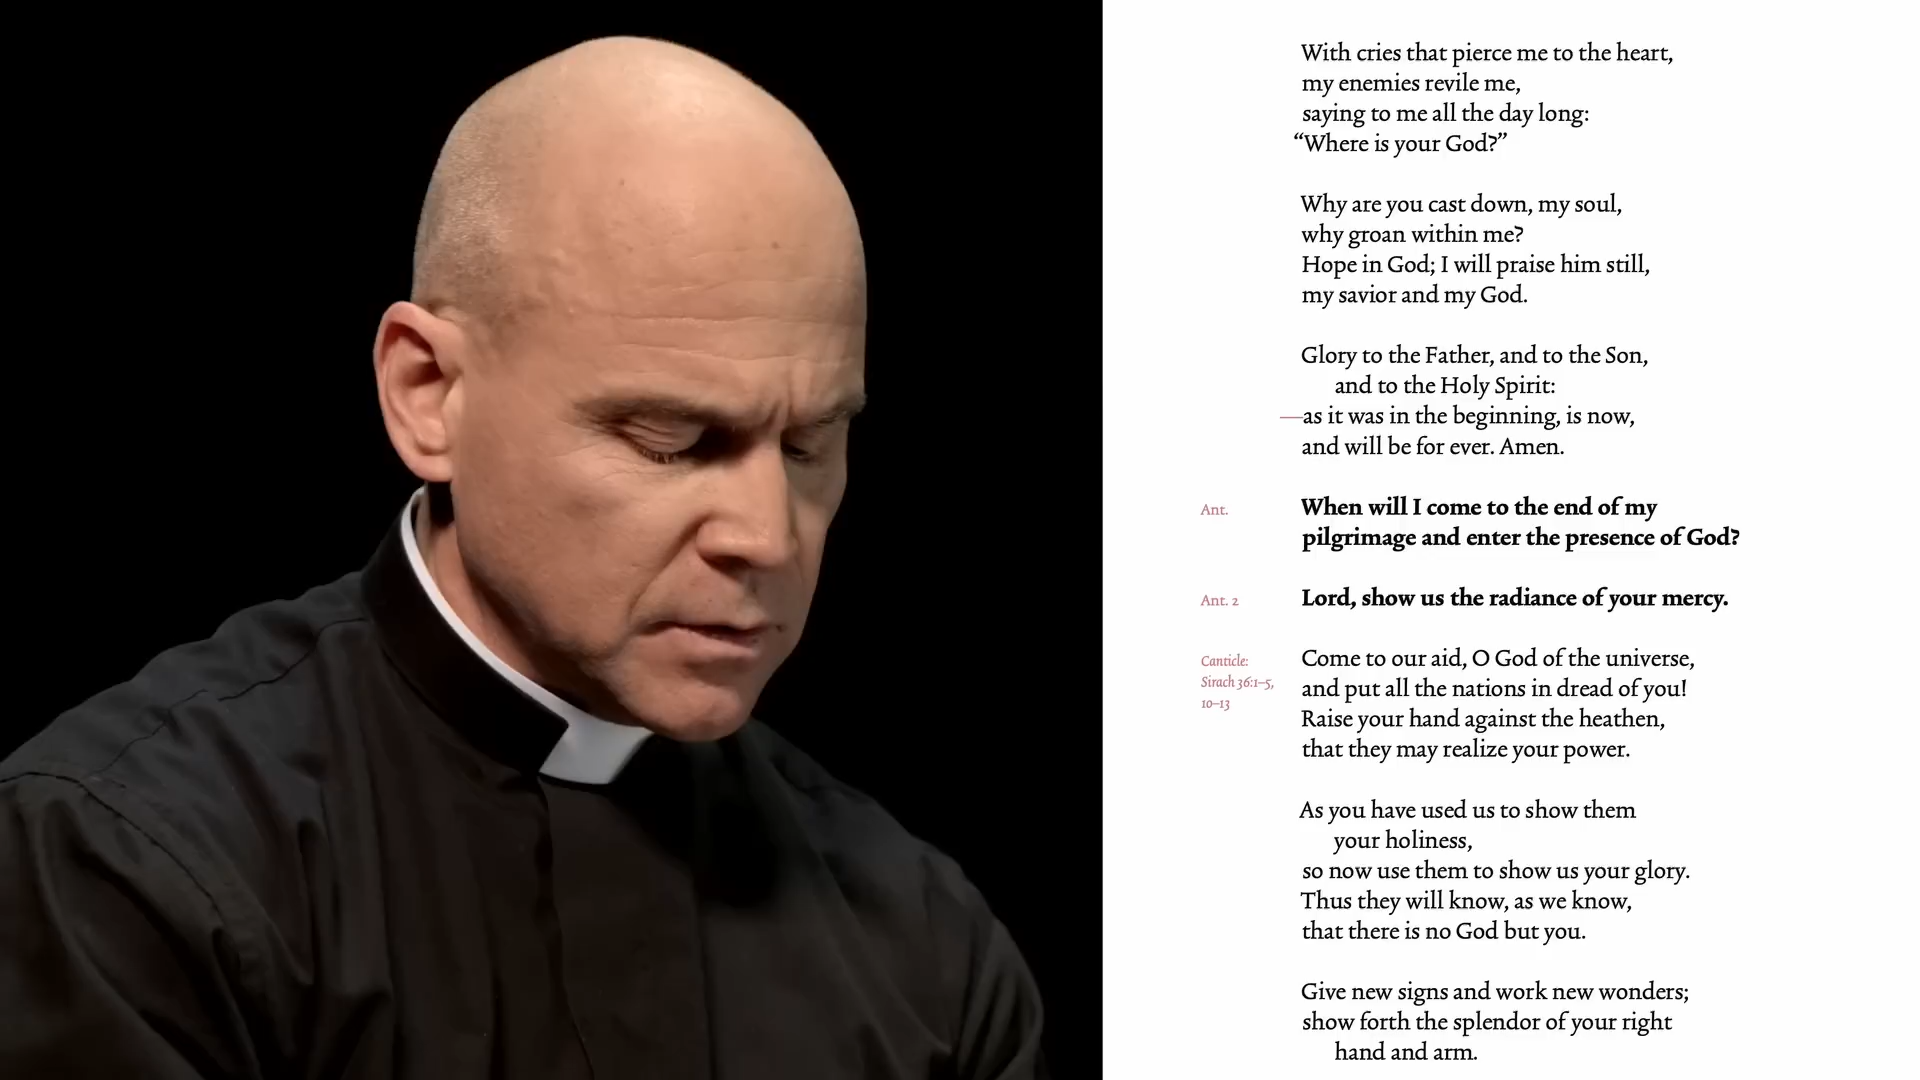 With cries that pierce me to the heart,
my enemies revile me,
saying to me all the day long:
“Where is your God?”
Why are you cast down, my soul,
why groan within me?
Hope in God; I will praise him still,
my savior and my God.
Glory to the Father, and to the Son,
and to the Holy Spirit:
—as it was in the beginning, is now,
and will be for ever. Amen.
Ant.
When will I come to the end of my
pilgrimage and enter the presence of God?
Ant. 2
Lord, show us the radiance of your mercy.
Canticle:
Sirach 36:1–5,
10–13
Come to our aid, O God of the universe,
and put all the nations in dread of you!
Raise your hand against the heathen,
that they may realize your power.
As you have used us to show them
your holiness,
so now use them to show us your glory.
Thus they will know, as we know,
that there is no God but you.
Give new signs and work new wonders;
show forth the splendor of your right
hand and arm.